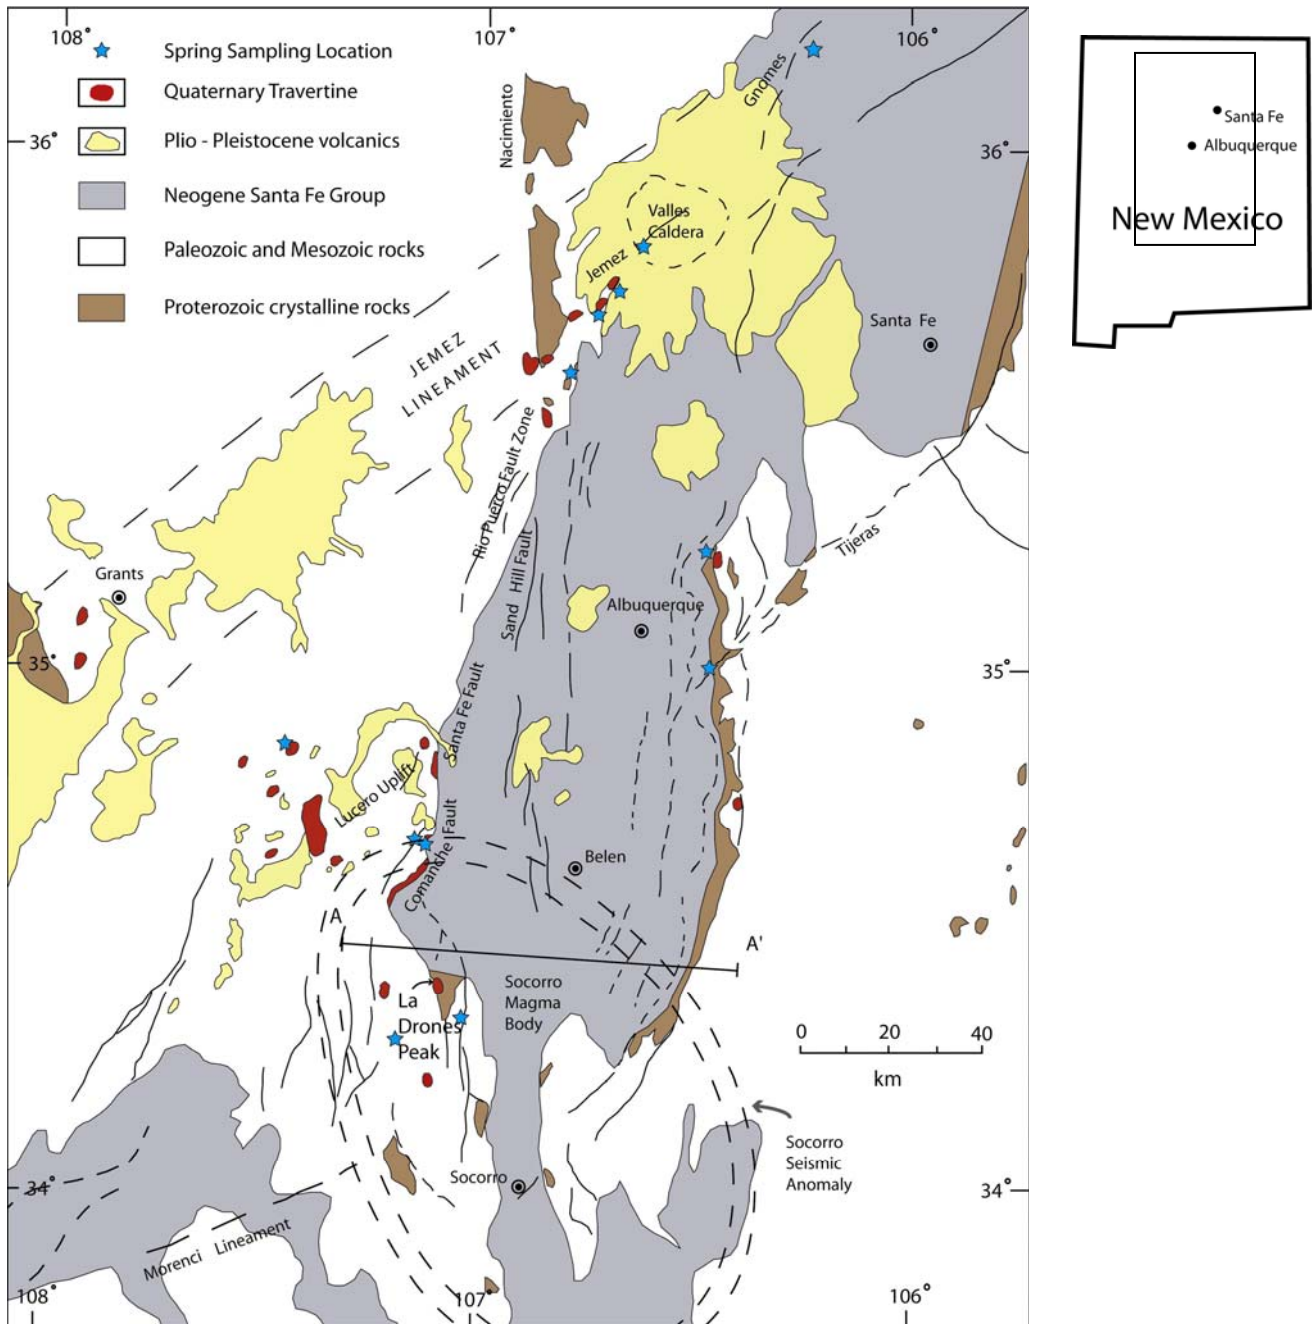 108°
107°
106°
Spring Sampling Location
Quaternary Travertine
Plio - Pleistocene volcanics
Neogene Santa Fe Group
Paleozoic and Mesozoic rocks
Proterozoic crystalline rocks
36°
36°
Nacimiento
Gnomes
Valles
Caldera
Jemez
JEMEZ
LINEAMENT
Santa Fe
Rio Puerco Fault Zone
Sand Hill Fault
Tijeras
Grants
Albuquerque
35°
35°
Santa Fe Fault
Lucero Uplift
Comanche Fault
Belen
A
A'
La
Drones
Peak
Socorro
Magma
Body
0 20 40
km
Socorro
Seismic
Anomaly
Socorro
34°
34°
Morenci Lineament
108°
107°
106°
Santa Fe
Albuquerque
New Mexico